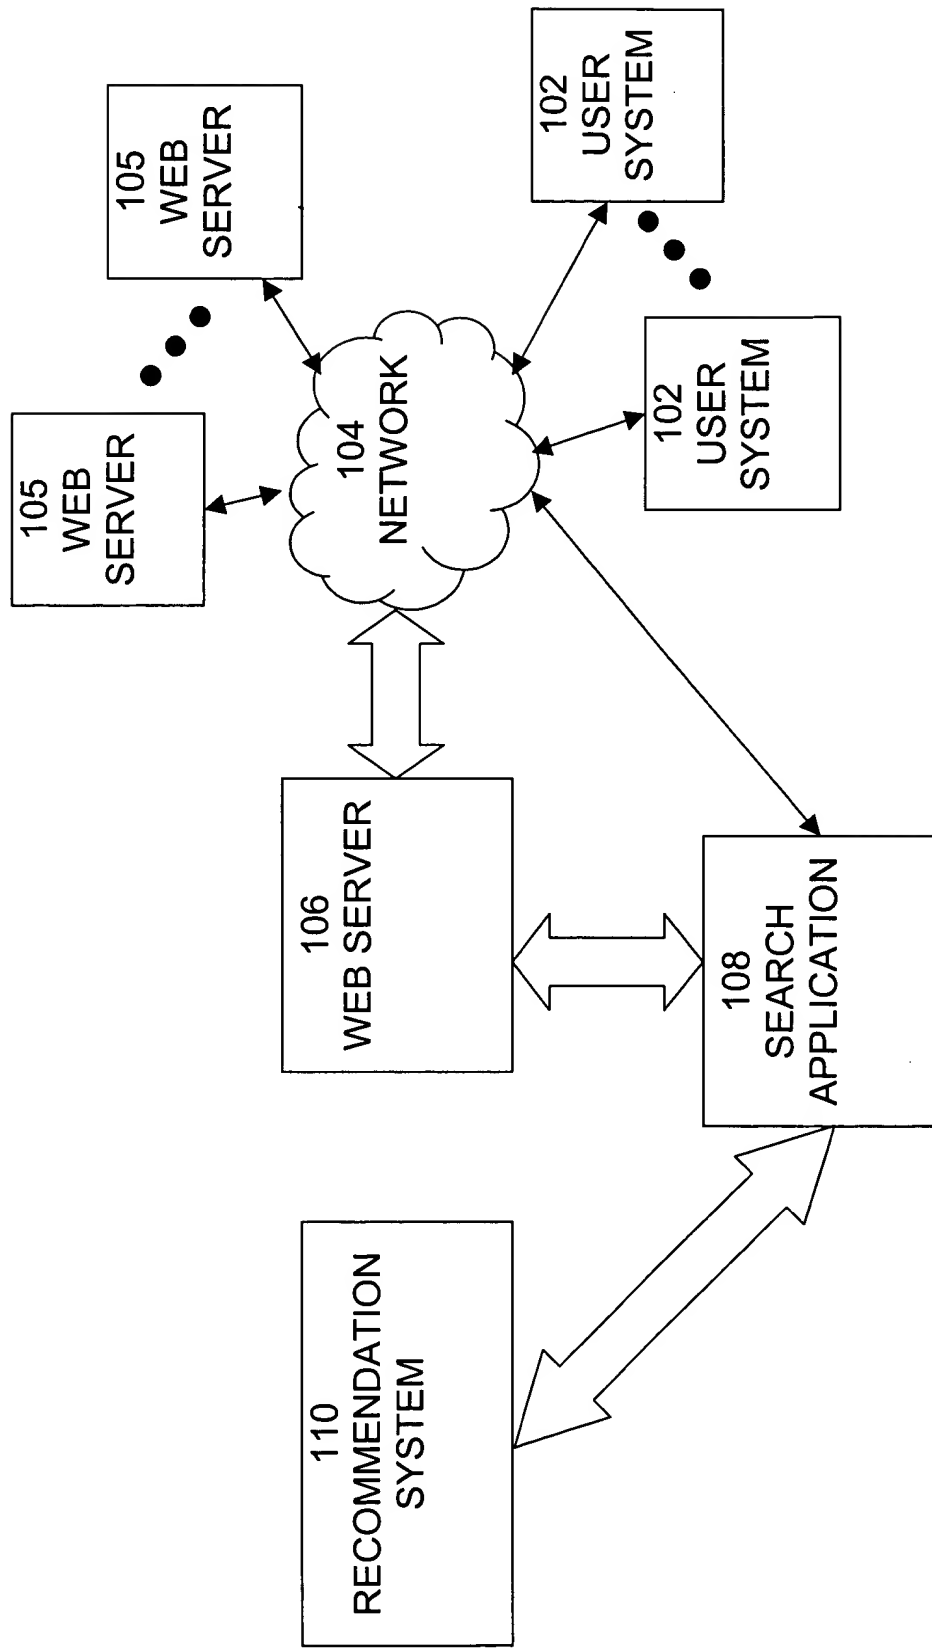 105
WEB
SERVER
105
WEB
SERVER
104
NETWORK
102
USER
SYSTEM
102
USER
SYSTEM
106
WEB SERVER
108
SEARCH
APPLICATION
110
RECOMMENDATION
SYSTEM